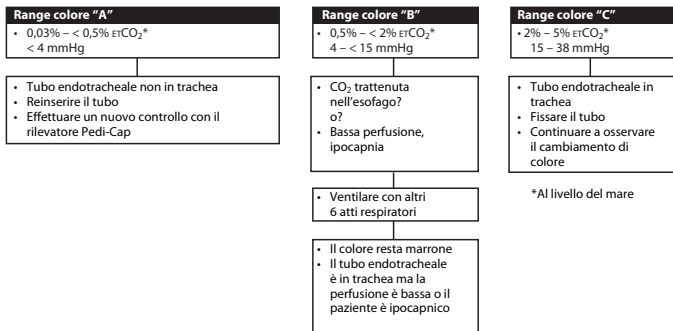 Range colore “A”
• 0,03% – < 0,5% ETCO₂*
< 4 mmHg
• Tubo endotracheale non in trachea
• Reinserire il tubo
• Effettuare un nuovo controllo con il
rilevatore Pedi-Cap
Range colore “B”
• 0,5% – < 2% ETCO₂*
4 – < 15 mmHg
• CO₂ trattenuta
nell’esofago?
o?
• Bassa perfusione,
ipocapnia
• Ventilare con altri
6 atti respiratori
• Il colore resta marrone
• Il tubo endotracheale
è in trachea ma la
perfusione è bassa o il
paziente è ipocapnico
Range colore “C”
• 2% – 5% ETCO₂*
15 – 38 mmHg
• Tubo endotracheale in
trachea
• Fissare il tubo
• Continuare a osservare
il cambiamento di
colore
*Al livello del mare